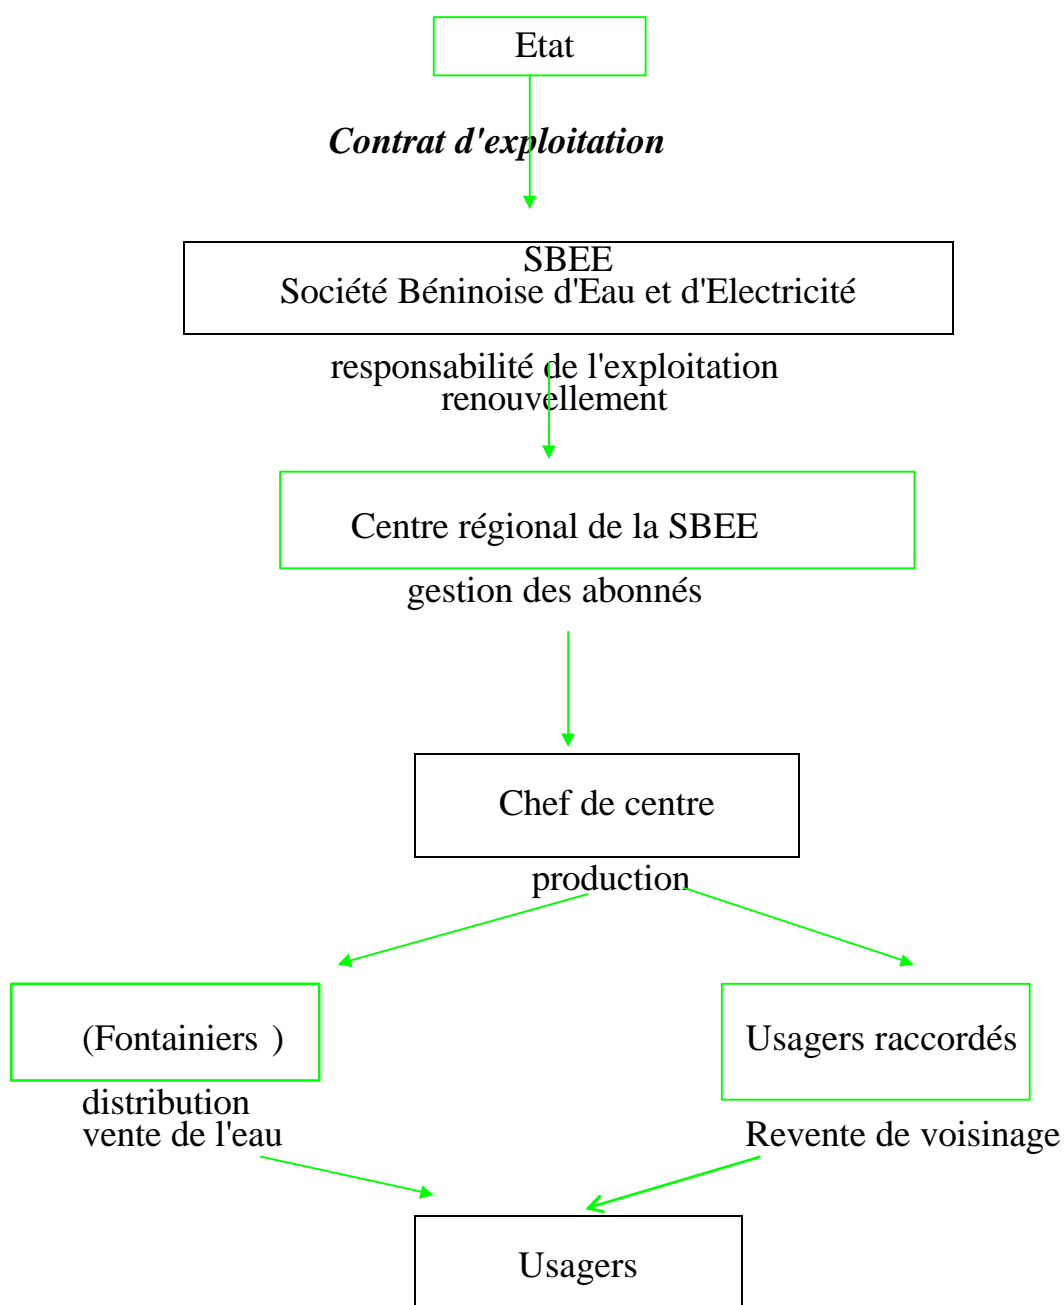 Etat
Contrat d'exploitation
SBEE
Société Béninoise d'Eau et d'Electricité
responsabilité de l'exploitation
renouvellement
Centre régional de la SBEE
gestion des abonnés
Chef de centre
production
(Fontainiers )
Usagers raccordés
distribution
vente de l'eau
Revente de voisinage
Usagers